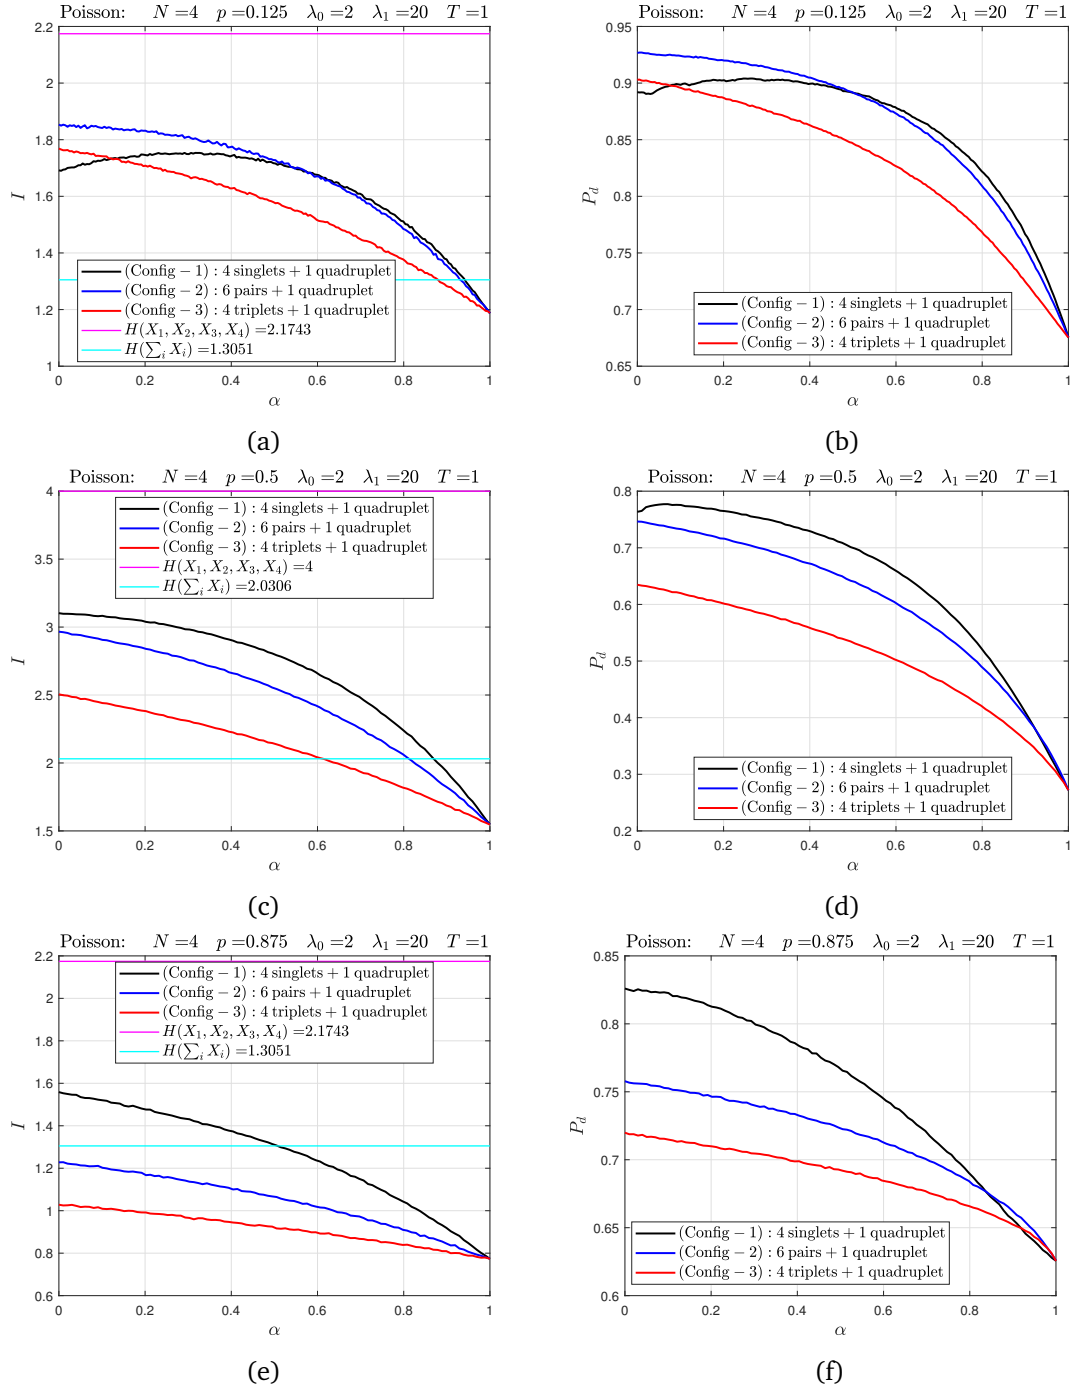 Poisson: N =4 p =0.125 λ₀ =2 λ₁ =20 T =1
2.2
2
1.8
1.6
1.4
1.2
1
I
(Config − 1) : 4 singlets + 1 quadruplet
(Config − 2) : 6 pairs + 1 quadruplet
(Config − 3) : 4 triplets + 1 quadruplet
H(X₁, X₂, X₃, X₄) =2.1743
H(∑ᵢ Xᵢ) =1.3051
0 0.2 0.4 0.6 0.8 1
α
(a)
Poisson: N =4 p =0.125 λ₀ =2 λ₁ =20 T =1
0.95
0.9
0.85
0.8
0.75
0.7
0.65
P_d
(Config − 1) : 4 singlets + 1 quadruplet
(Config − 2) : 6 pairs + 1 quadruplet
(Config − 3) : 4 triplets + 1 quadruplet
0 0.2 0.4 0.6 0.8 1
α
(b)
Poisson: N =4 p =0.5 λ₀ =2 λ₁ =20 T =1
4
3.5
3
2.5
2
1.5
I
(Config − 1) : 4 singlets + 1 quadruplet
(Config − 2) : 6 pairs + 1 quadruplet
(Config − 3) : 4 triplets + 1 quadruplet
H(X₁, X₂, X₃, X₄) =4
H(∑ᵢ Xᵢ) =2.0306
0 0.2 0.4 0.6 0.8 1
α
(c)
Poisson: N =4 p =0.5 λ₀ =2 λ₁ =20 T =1
0.8
0.7
0.6
0.5
0.4
0.3
0.2
P_d
(Config − 1) : 4 singlets + 1 quadruplet
(Config − 2) : 6 pairs + 1 quadruplet
(Config − 3) : 4 triplets + 1 quadruplet
0 0.2 0.4 0.6 0.8 1
α
(d)
Poisson: N =4 p =0.875 λ₀ =2 λ₁ =20 T =1
2.2
2
1.8
1.6
1.4
1.2
1
0.8
0.6
I
(Config − 1) : 4 singlets + 1 quadruplet
(Config − 2) : 6 pairs + 1 quadruplet
(Config − 3) : 4 triplets + 1 quadruplet
H(X₁, X₂, X₃, X₄) =2.1743
H(∑ᵢ Xᵢ) =1.3051
0 0.2 0.4 0.6 0.8 1
α
(e)
Poisson: N =4 p =0.875 λ₀ =2 λ₁ =20 T =1
0.85
0.8
0.75
0.7
0.65
0.6
P_d
(Config − 1) : 4 singlets + 1 quadruplet
(Config − 2) : 6 pairs + 1 quadruplet
(Config − 3) : 4 triplets + 1 quadruplet
0 0.2 0.4 0.6 0.8 1
α
(f)